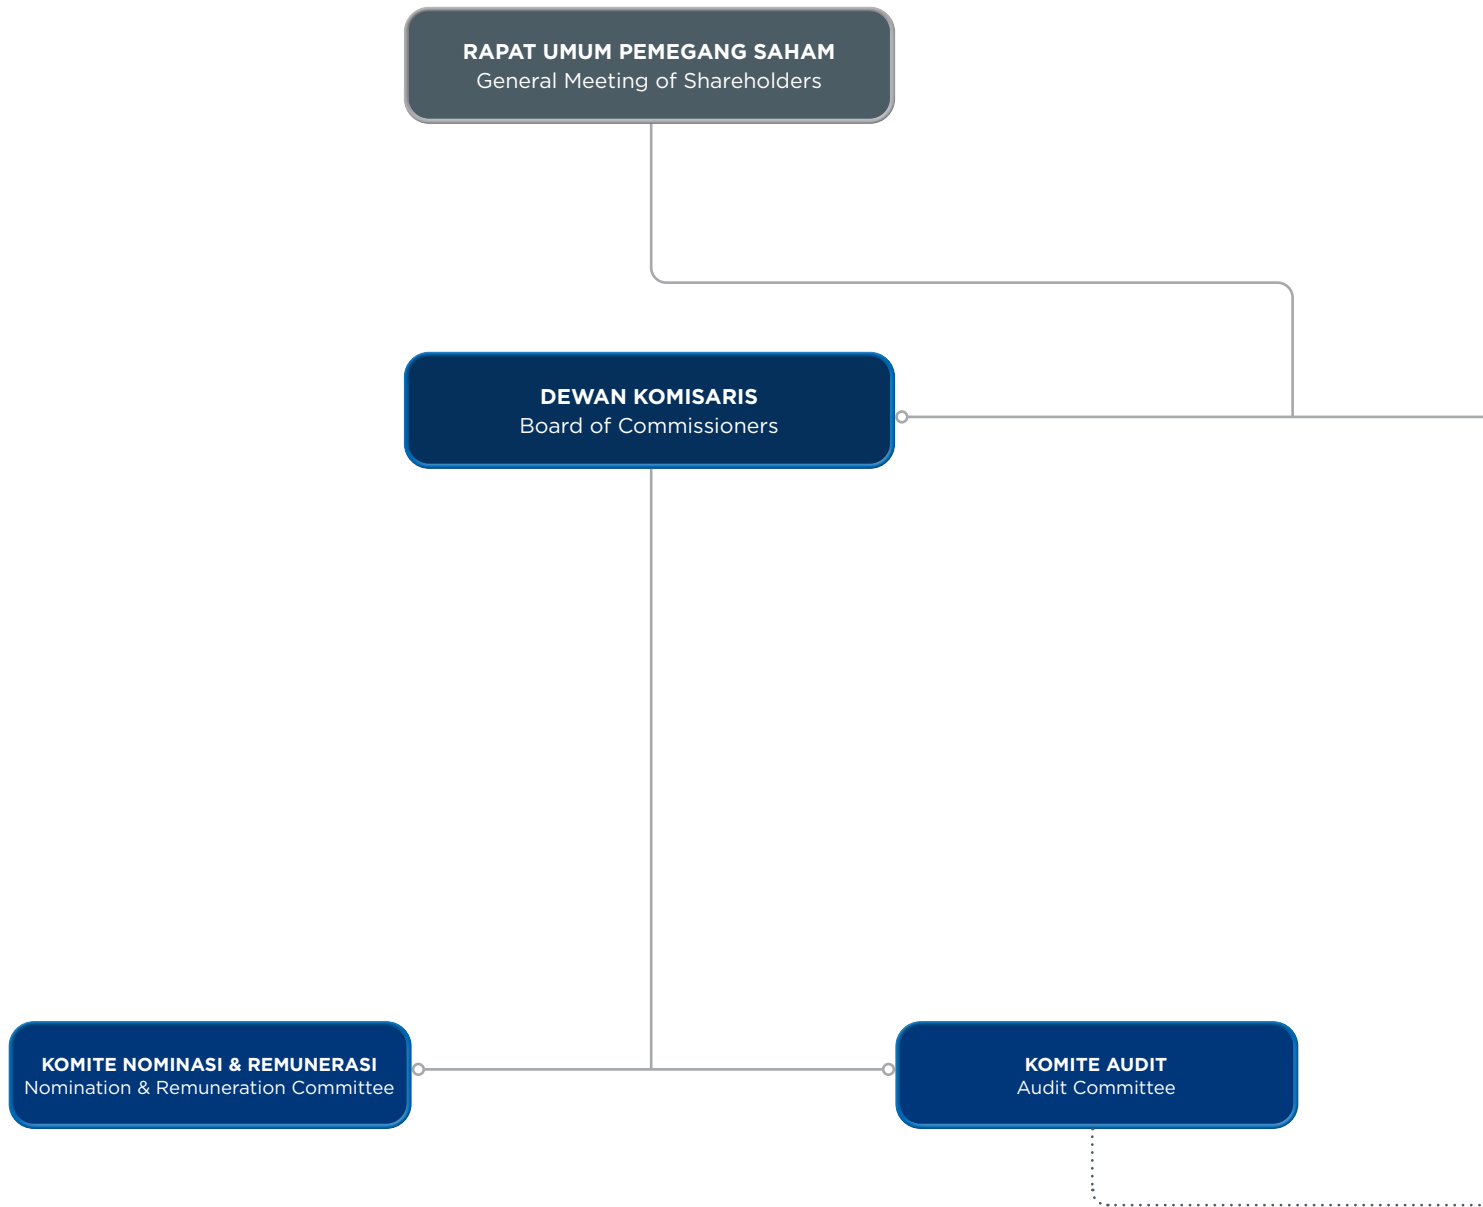 RAPAT UMUM PEMEGANG SAHAM
General Meeting of Shareholders
DEWAN KOMISARIS
Board of Commissioners
KOMITE NOMINASI & REMUNERASI
Nomination & Remuneration Committee
KOMITE AUDIT
Audit Committee